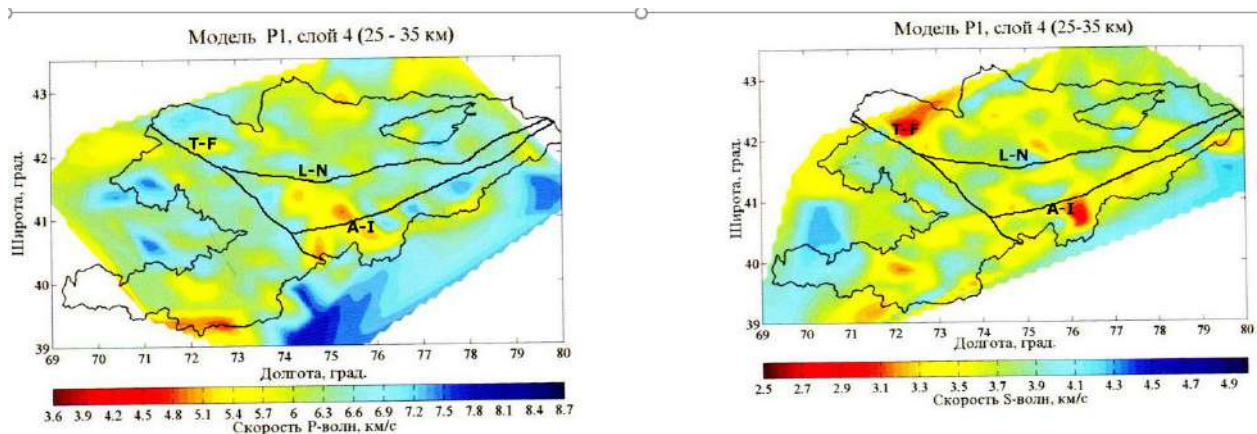 Модель P1, слой 4 (25 - 35 км)
Широта, град.
43
42
41
40
39
T-F
L-N
A-I
69 70 71 72 73 74 75 76 77 78 79 80
Долгота, град.
3.6 3.9 4.2 4.8 5.1 5.7 6 6.3 6.6 6.9 7.2 7.5 7.8 8.1 8.4 8.7
Скорость P-волн, км/с
Модель P1, слой 4 (25-35 км)
Широта, град.
43
42
41
40
39
T-F
L-N
A-I
69 70 71 72 73 74 75 76 77 78 79 80
Долгота, град.
2.5 2.7 2.9 3.1 3.3 3.5 3.7 3.9 4.1 4.3 4.5 4.7 4.9
Скорость S-волн, км/с